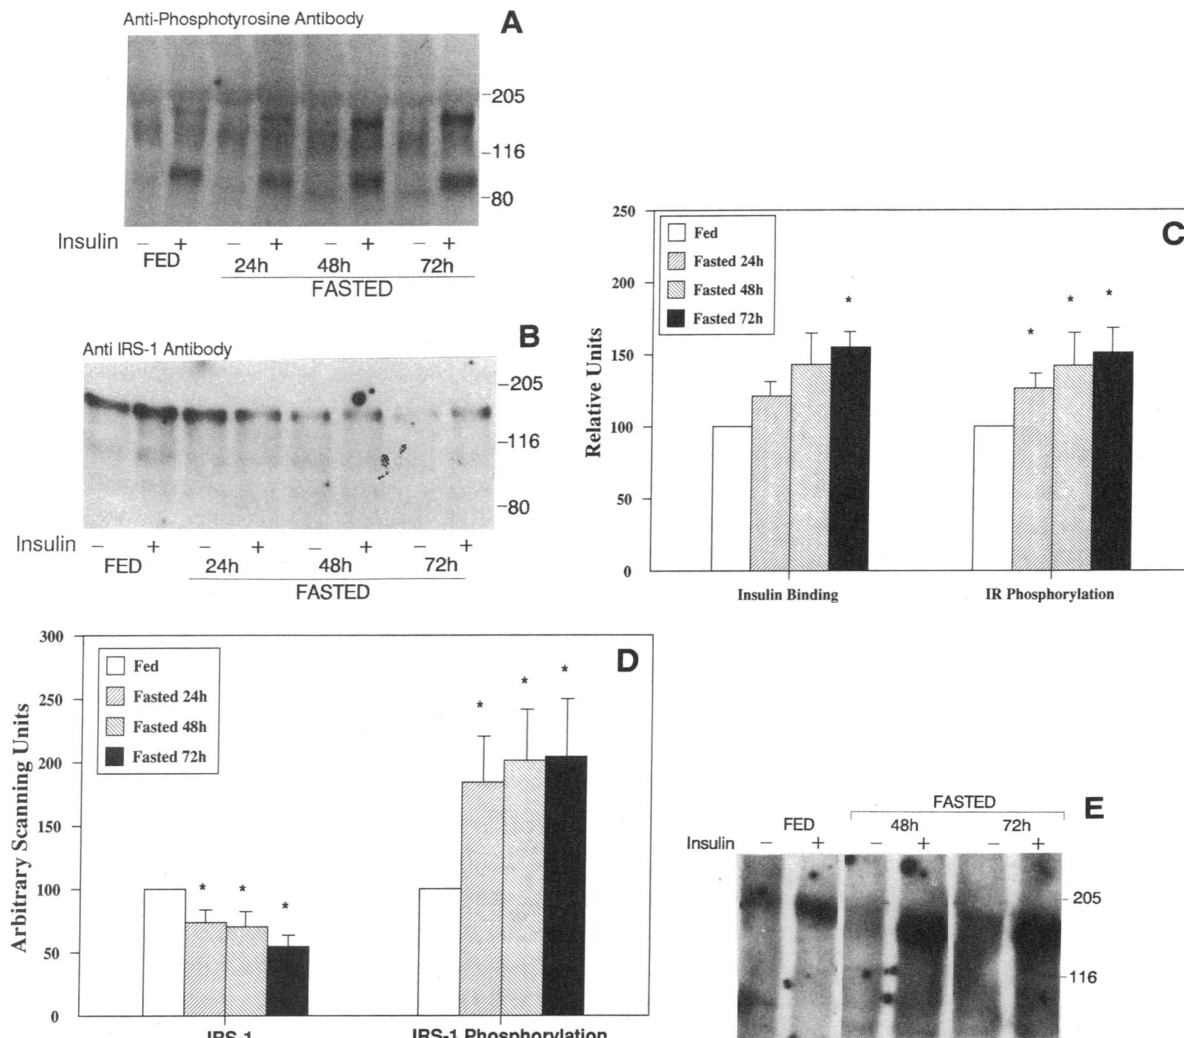 Anti-Phosphotyrosine Antibody
A
-205
-116
-80
Insulin - + - + - + - +
FED 24h 48h 72h
FASTED
Anti IRS-1 Antibody
B
-205
-116
-80
Insulin - + - + - + - +
FED 24h 48h 72h
FASTED
C
Relative Units
250
200
150
100
50
0
Fed
Fasted 24h
Fasted 48h
Fasted 72h
* * * *
Insulin Binding IR Phosphorylation
D
Arbitrary Scanning Units
300
250
200
150
100
50
0
Fed
Fasted 24h
Fasted 48h
Fasted 72h
* * * * * *
IRS-1 IRS-1 Phosphorylation
E
FASTED
FED 48h 72h
Insulin - + - + - +
- 205
- 116